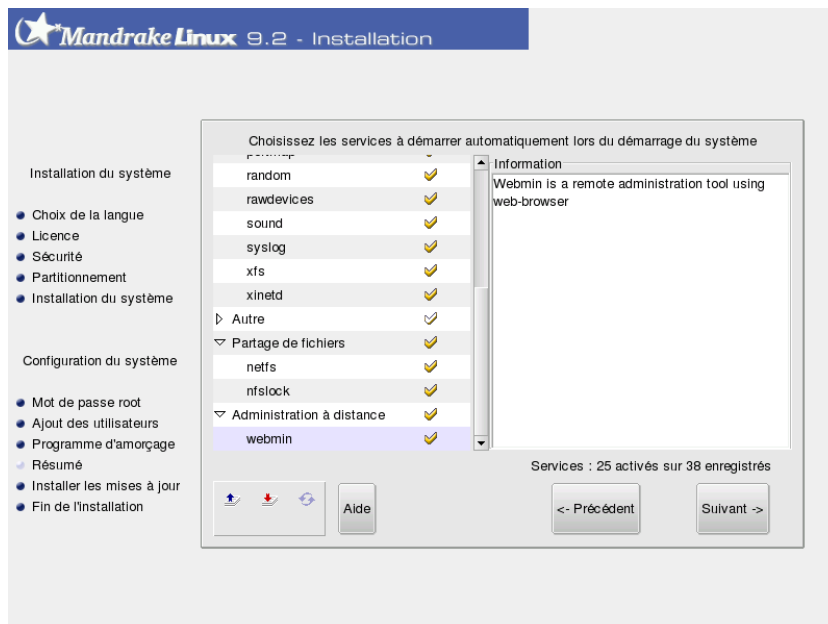 Mandrake Linux 9.2 - Installation
Choisissez les services à démarrer automatiquement lors du démarrage du système
Installation du système
Choix de la langue
Licence
Sécurité
Partitionnement
Installation du système
Configuration du système
Mot de passe root
Ajout des utilisateurs
Programme d'amorçage
Résumé
Installer les mises à jour
Fin de l'installation
random
rawdevices
sound
syslog
xfs
xinetd
Autre
Partage de fichiers
netfs
nfslock
Administration à distance
webmin
Information
Webmin is a remote administration tool using
web-browser
Services : 25 activés sur 38 enregistrés
Aide
<- Précédent
Suivant ->